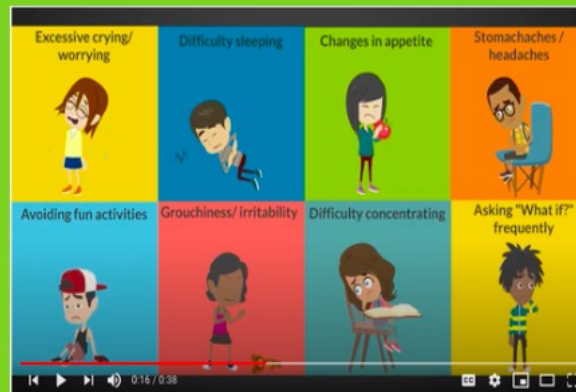 Excessive crying/
worrying
Difficulty sleeping
Changes in appetite
Stomachaches /
headaches
Avoiding fun activities
Grouchiness/ irritability
Difficulty concentrating
Asking "What if?"
frequently
0:16 / 0:38
CC